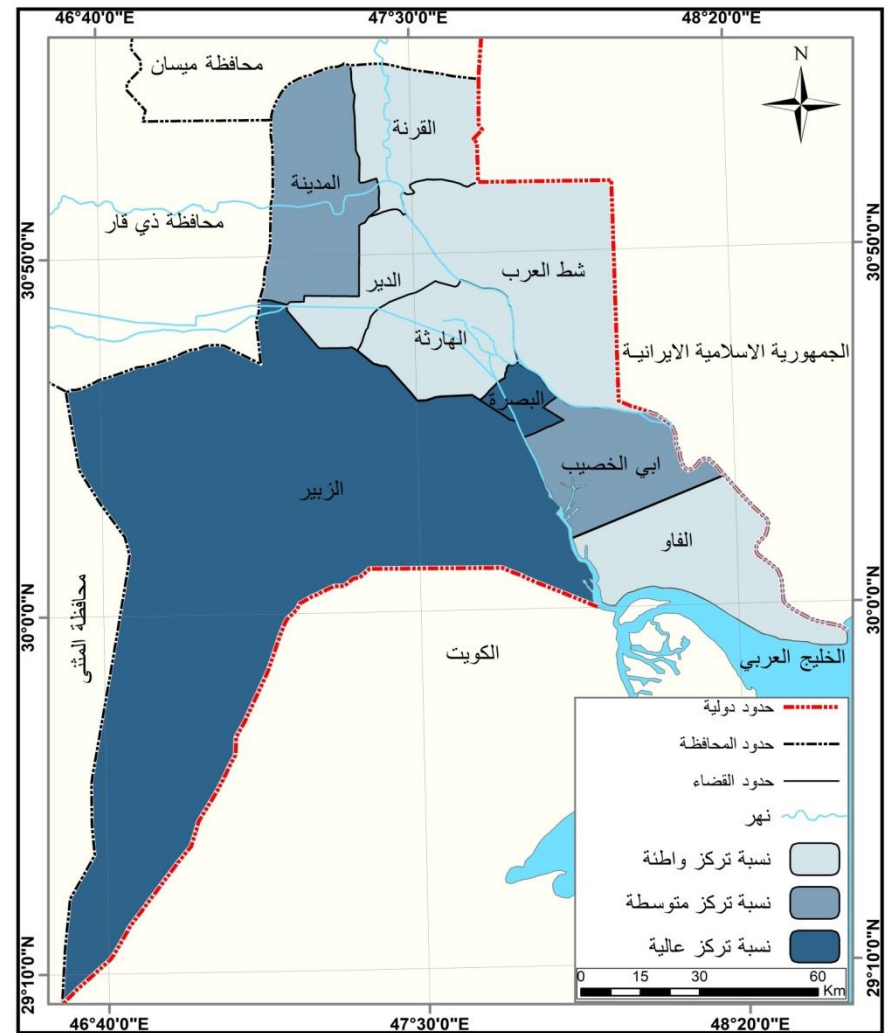 46°40'0"E
47°30'0"E
48°20'0"E
N
محافظة ميسان
القرنة
المدينة
محافظة ذي قار
30°50'0"N
30°50'0"N
شط العرب
الدير
الهارثة
الجمهورية الاسلامية الايرانية
البصرة
ابي الخصيب
الزبير
الفاو
محافظة المثنى
30°0'0"N
30°0'0"N
الكويت
الخليج العربي
حدود دولية
حدود المحافظة
حدود القضاء
نهر
نسبة تركز واطئة
نسبة تركز متوسطة
نسبة تركز عالية
0 15 30 60
Km
29°10'0"N
29°10'0"N
46°40'0"E
47°30'0"E
48°20'0"E